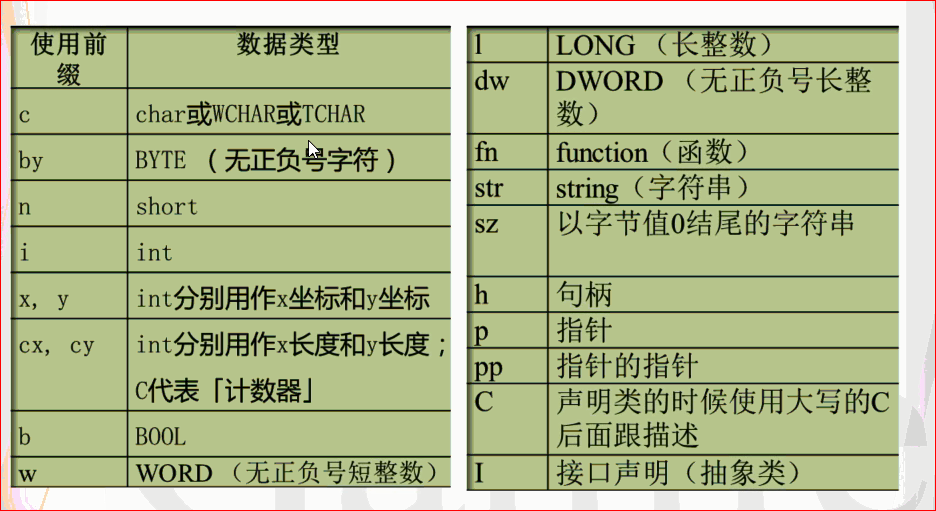 使用前 数据类型
缀
c char或WCHAR或TCHAR
by BYTE （无正负号字符）
n short
i int
x, y int分别用作x坐标和y坐标
cx, cy int分别用作x长度和y长度；
C代表「计数器」
b BOOL
w WORD （无正负号短整数）
l LONG （长整数）
dw DWORD （无正负号长整
数）
fn function（函数）
str string（字符串）
sz 以字节值0结尾的字符串
h 句柄
p 指针
pp 指针的指针
C 声明类的时候使用大写的C
后面跟描述
I 接口声明（抽象类）